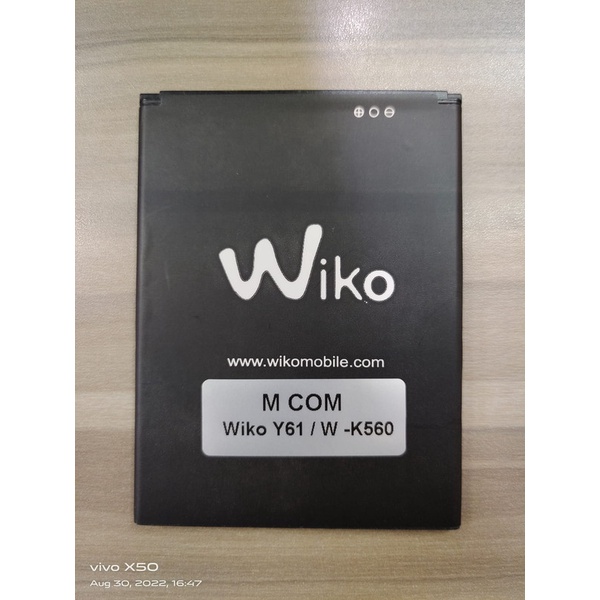 Wiko
www.wikomobile.com
M COM
Wiko Y61 / W -K560
vivo X50
Aug 30, 2022, 16:47